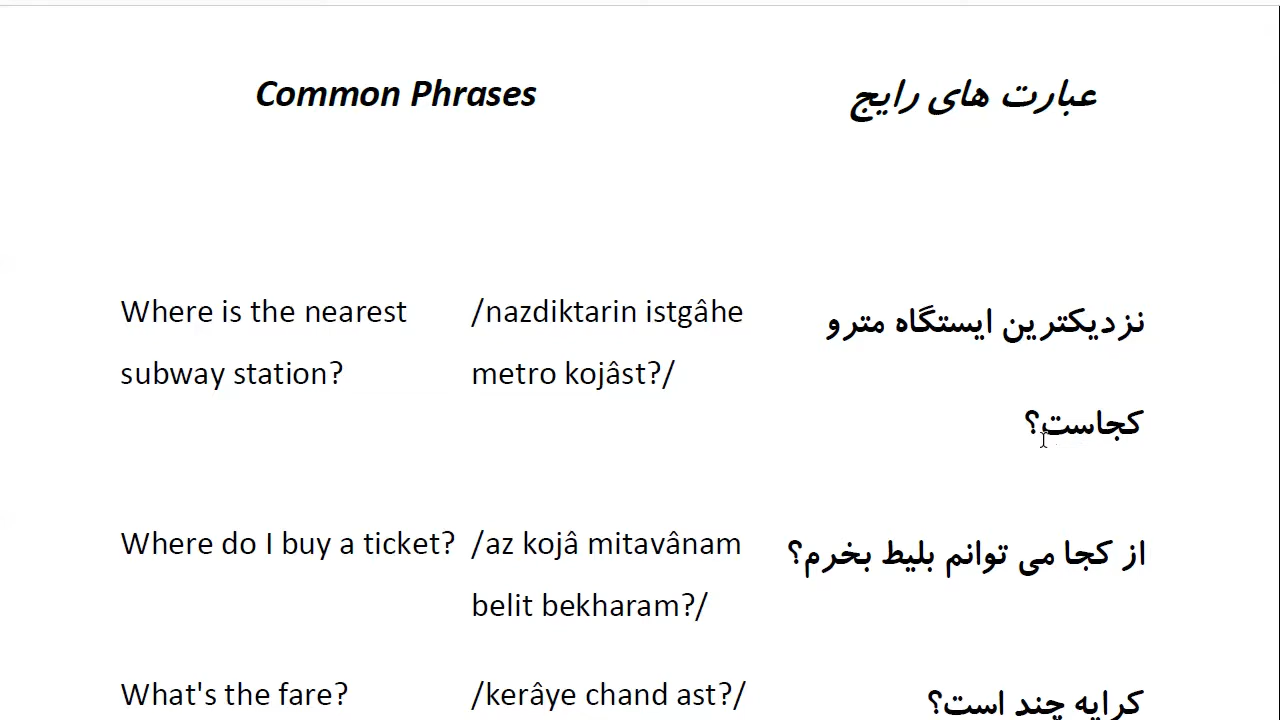 Common Phrases عبارت های رایج
Where is the nearest /nazdiktarin istgâhe نزدیکترین ایستگاه مترو
subway station? metro kojâst?/
کجاست؟
Where do I buy a ticket? /az kojâ mitavânam از کجا می توانم بلیط بخرم؟
belit bekharam?/
What's the fare? /kerâye chand ast?/ کرایه چند است؟